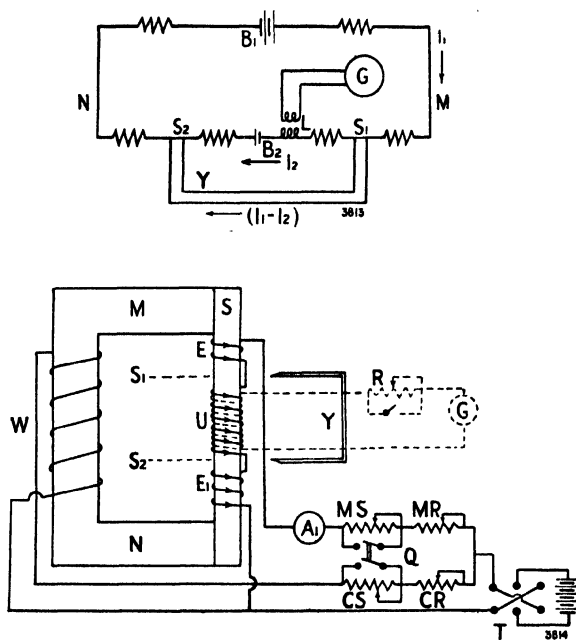 B1
I1
G
N
M
S2
L
S1
B2
I2
Y
(I1-I2)
3813
M
S
E
S1
R
W
U
Y
G
S2
E1
A1
MS
MR
N
Q
CS
CR
T
3814